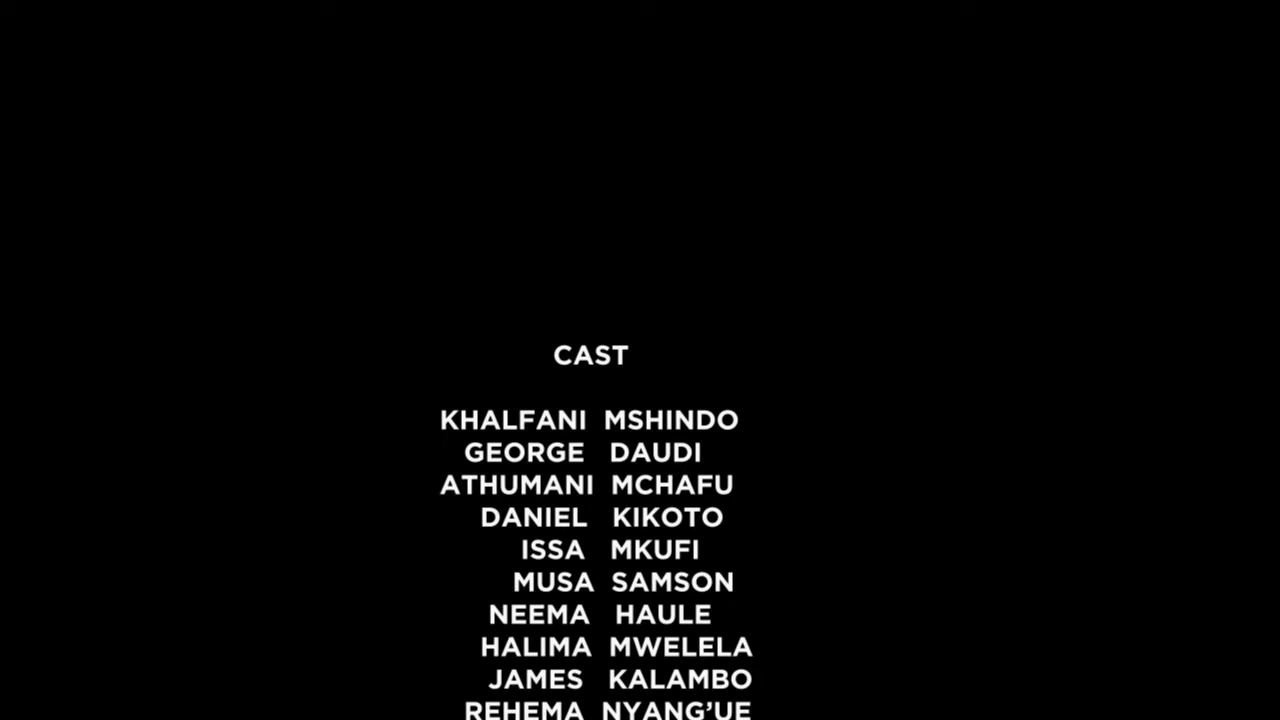 CAST
KHALFANI MSHINDO
GEORGE DAUDI
ATHUMANI MCHAFU
DANIEL KIKOTO
ISSA MKUFI
MUSA SAMSON
NEEMA HAULE
HALIMA MWELELA
JAMES KALAMBO
REHEMA NYANG'UE